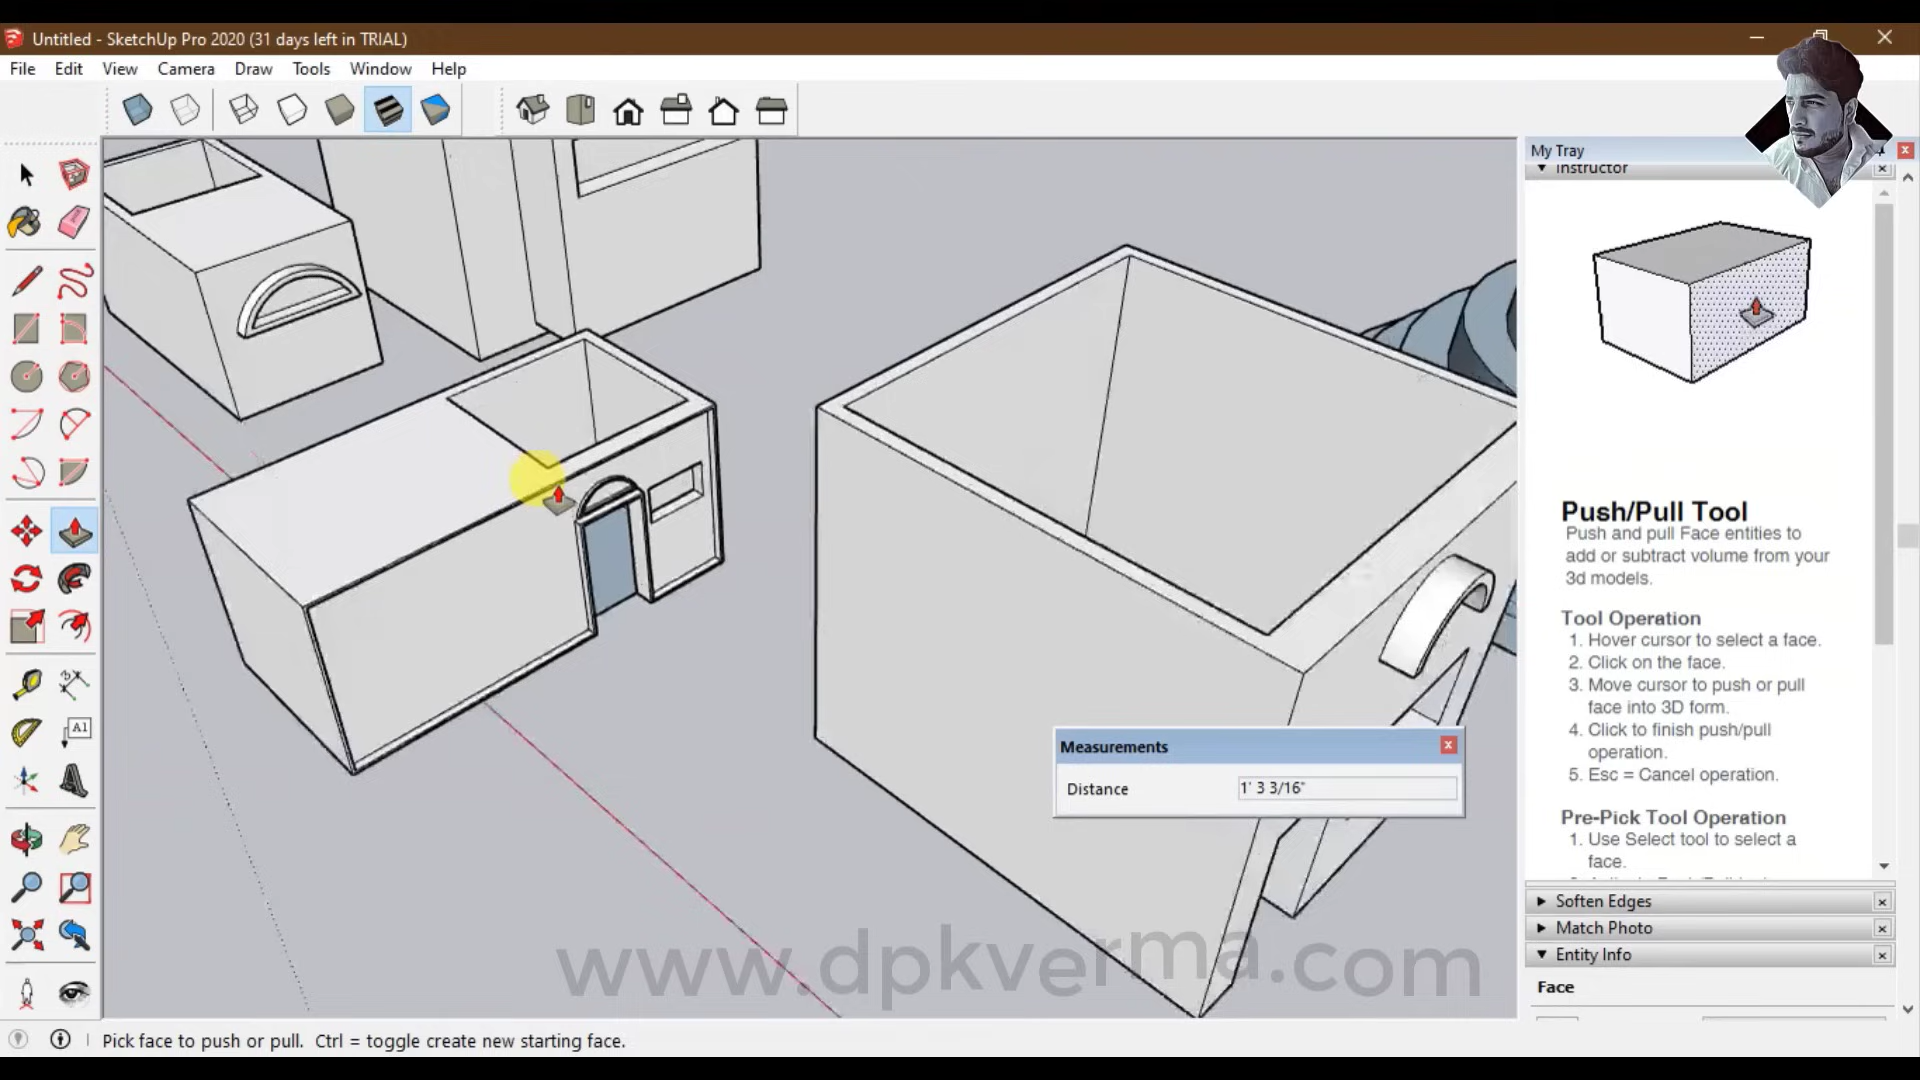 Untitled - SketchUp Pro 2020 (31 days left in TRIAL)
File Edit View Camera Draw Tools Window Help
My Tray
Instructor
Push/Pull Tool
Push and pull Face entities to
add or subtract volume from your
3d models.
Tool Operation
1. Hover cursor to select a face.
2. Click on the face.
3. Move cursor to push or pull
face into 3D form.
4. Click to finish push/pull
operation.
5. Esc = Cancel operation.
Pre-Pick Tool Operation
1. Use Select tool to select a
face.
Measurements
Distance 1' 3 3/16"
Soften Edges
Match Photo
Entity Info
Face
A1
www.dpkverma.com
Pick face to push or pull. Ctrl = toggle create new starting face.